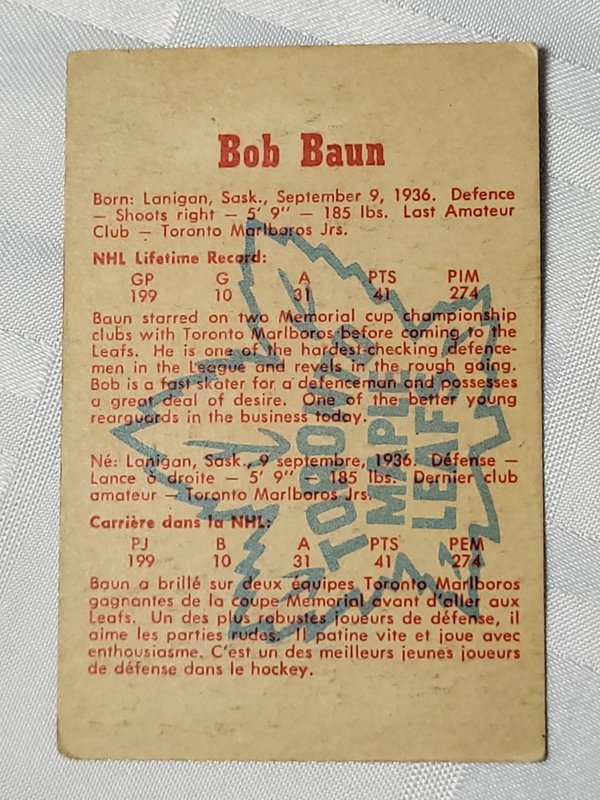 Bob Baun
Born: Lanigan, Sask., September 9, 1936. Defence
— Shoots right — 5' 9" — 185 lbs. Last Amateur
Club — Toronto Marlboros Jrs.
NHL Lifetime Record:
GP G A PTS PIM
199 10 31 41 274
Baun starred on two Memorial cup championship
clubs with Toronto Marlboros before coming to the
Leafs. He is one of the hardest-checking defence-
men in the League and revels in the rough going.
Bob is a fast skater for a defenceman and possesses
a great deal of desire. One of the better young
rearguards in the business today.
Né: Lanigan, Sask., 9 septembre, 1936. Défense —
Lance à droite — 5' 9" — 185 lbs. Dernier club
amateur — Toronto Marlboros Jrs.
Carrière dans la NHL:
PJ B A PTS PEM
199 10 31 41 274
Baun a brillé sur deux équipes Toronto Marlboros
gagnantes de la coupe Memorial avant d'aller aux
Leafs. Un des plus robustes joueurs de défense, il
aime les parties rudes. Il patine vite et joue avec
enthousiasme. C'est un des meilleurs jeunes joueurs
de défense dans le hockey.
TORONTO
MAPLE
LEAFS